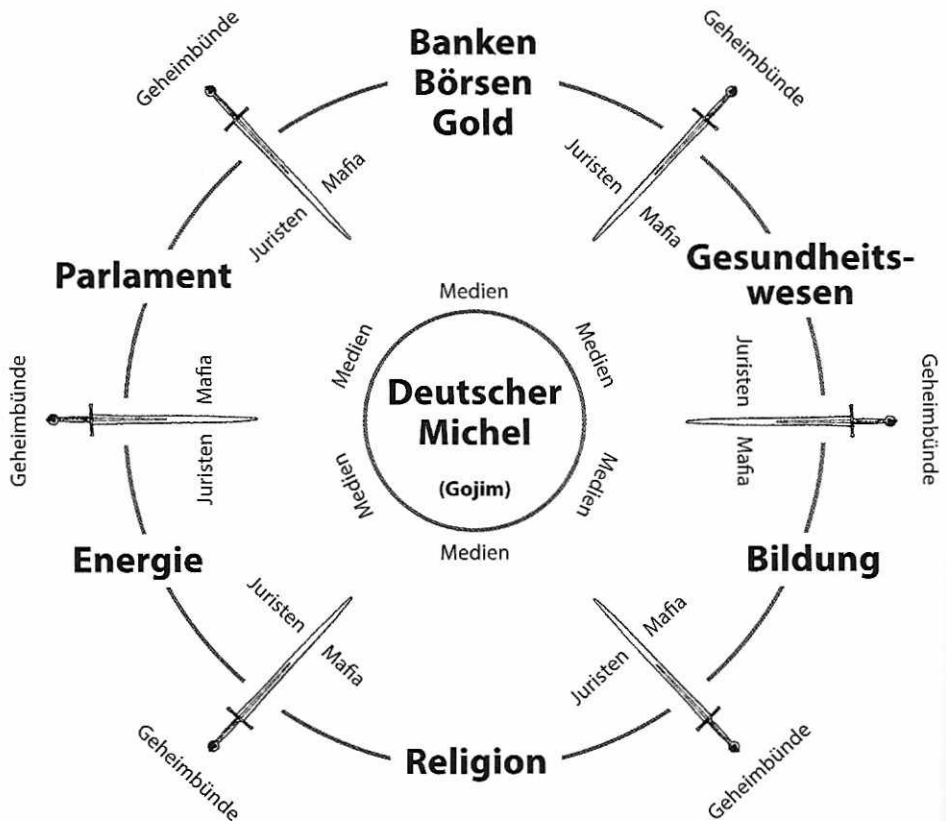 Geheimbünde
Banken
Börsen
Gold
Geheimbünde
Juristen Mafia
Juristen Mafia
Parlament
Gesundheits-
wesen
Medien
Medien
Medien
Geheimbünde
Juristen Mafia
Deutscher
Michel
(Gojim)
Juristen Mafia
Geheimbünde
Medien
Medien
Medien
Energie
Bildung
Juristen Mafia
Juristen Mafia
Geheimbünde
Religion
Geheimbünde